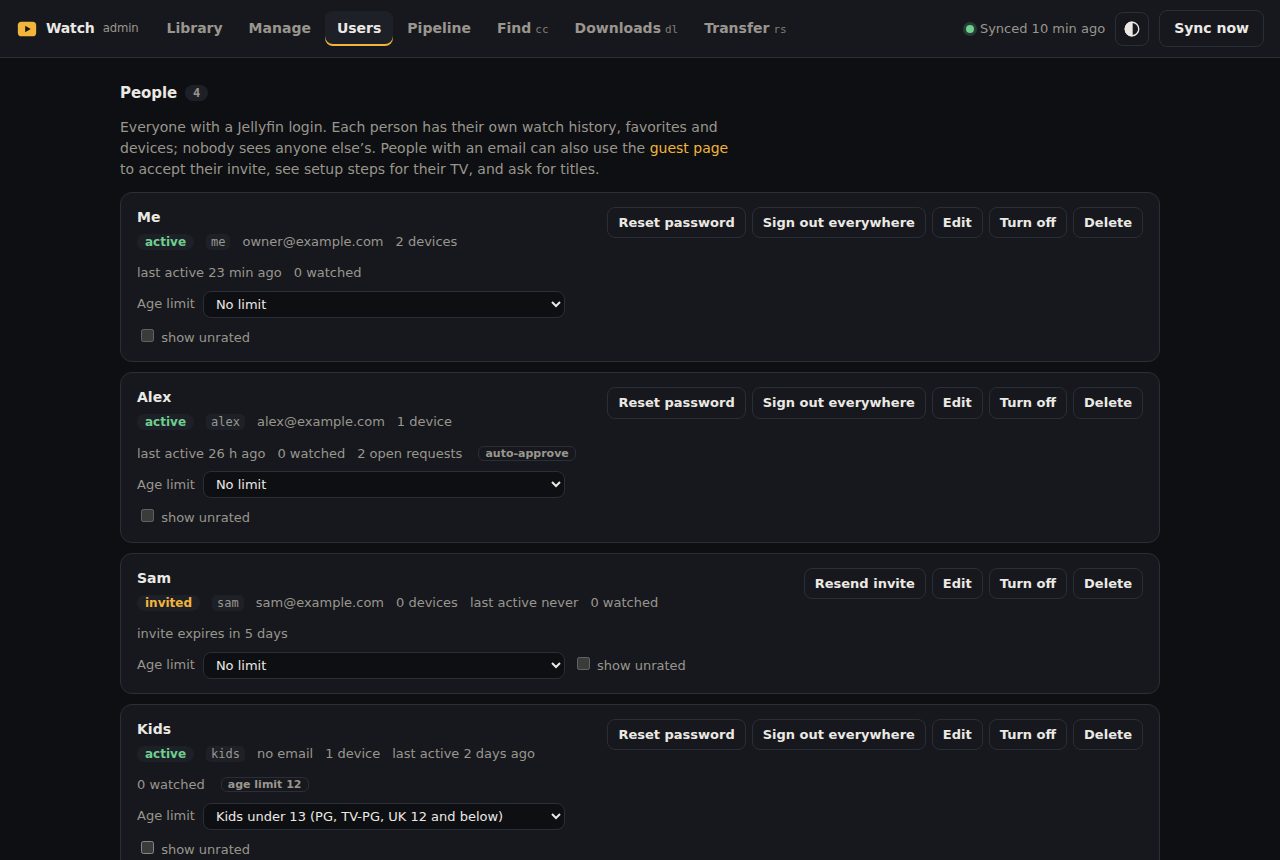 Watch admin Library Manage Users Pipeline Find cc Downloads dl Transfer rs Synced 10 min ago Sync now
People 4
Everyone with a Jellyfin login. Each person has their own watch history, favorites and
devices; nobody sees anyone else’s. People with an email can also use the guest page
to accept their invite, see setup steps for their TV, and ask for titles.
Me Reset password Sign out everywhere Edit Turn off Delete
active me owner@example.com 2 devices
last active 23 min ago 0 watched
Age limit No limit
show unrated
Alex Reset password Sign out everywhere Edit Turn off Delete
active alex alex@example.com 1 device
last active 26 h ago 0 watched 2 open requests auto-approve
Age limit No limit
show unrated
Sam Resend invite Edit Turn off Delete
invited sam sam@example.com 0 devices last active never 0 watched
invite expires in 5 days
Age limit No limit show unrated
Kids Reset password Sign out everywhere Edit Turn off Delete
active kids no email 1 device last active 2 days ago
0 watched age limit 12
Age limit Kids under 13 (PG, TV-PG, UK 12 and below)
show unrated